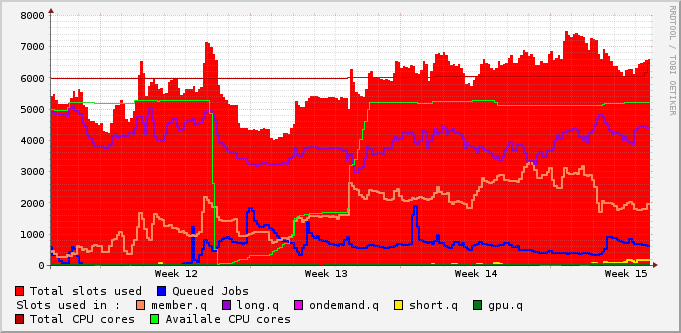 8000
7000
6000
5000
4000
3000
2000
1000
0
Week 12 Week 13 Week 14 Week 15
RRDTOOL / TOBI OETIKER
Total slots used Queued Jobs
Slots used in : member.q long.q ondemand.q short.q gpu.q
Total CPU cores Availale CPU cores